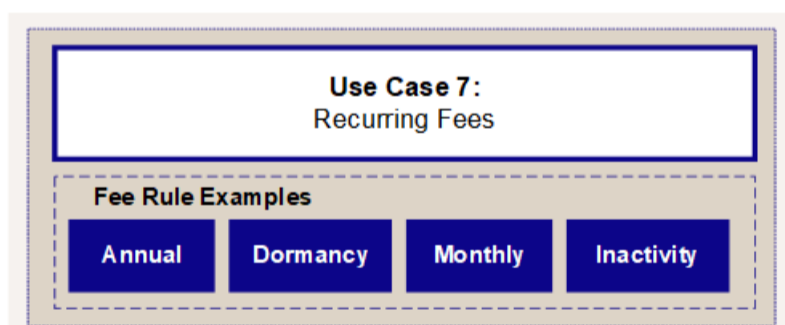 Use Case 7:
Recurring Fees
Fee Rule Examples
Annual
Dormancy
Monthly
Inactivity